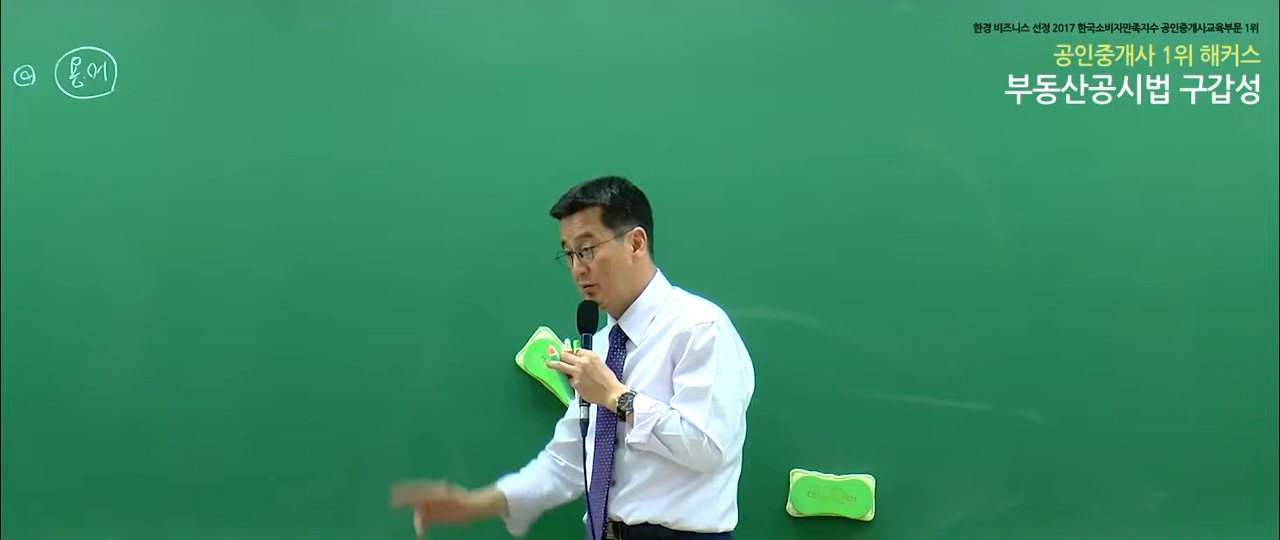 한경 비즈니스 선정 2017 한국소비자만족지수 공인중개사교육부문 1위
공인중개사 1위 해커스
부동산공시법 구갑성
용어